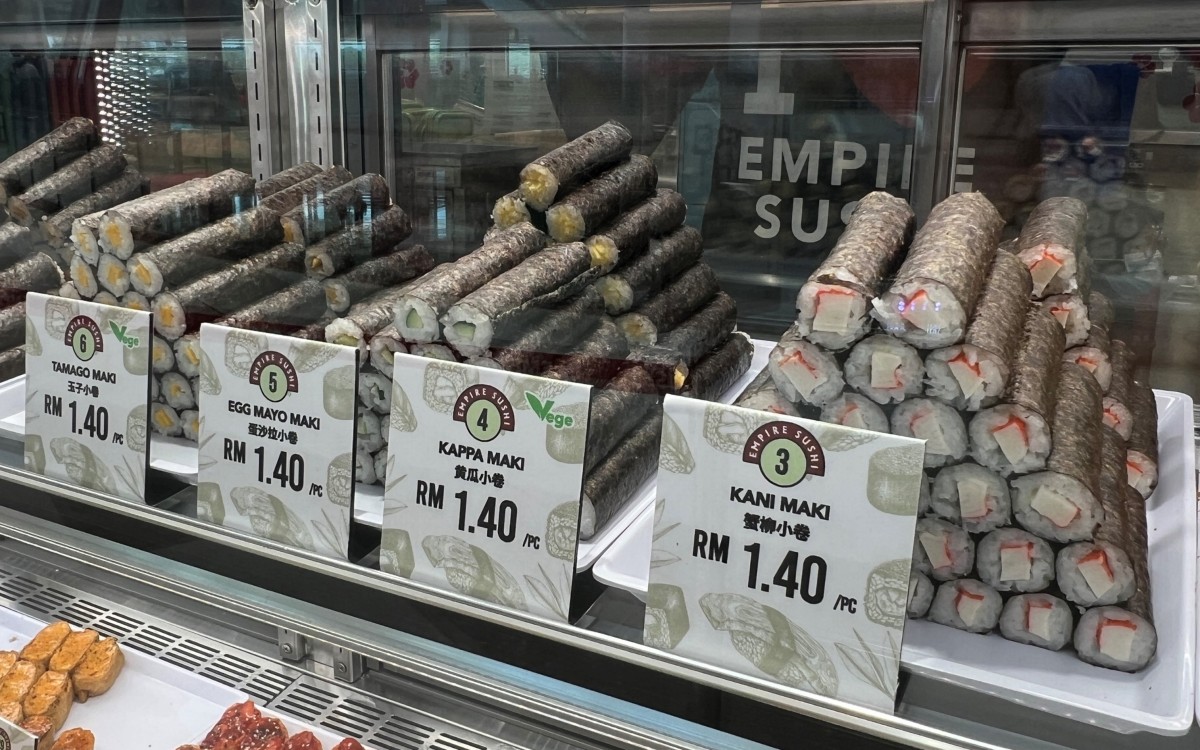 EMPIRE
SUS
EMPIRE SUSHI
6
Vege
TAMAGO MAKI
玉子小卷
RM 1.40 /PC
EMPIRE SUSHI
5
EGG MAYO MAKI
蛋沙拉小卷
RM 1.40 /PC
EMPIRE SUSHI
4
Vege
KAPPA MAKI
黄瓜小卷
RM 1.40 /PC
EMPIRE SUSHI
3
KANI MAKI
蟹柳小卷
RM 1.40 /PC